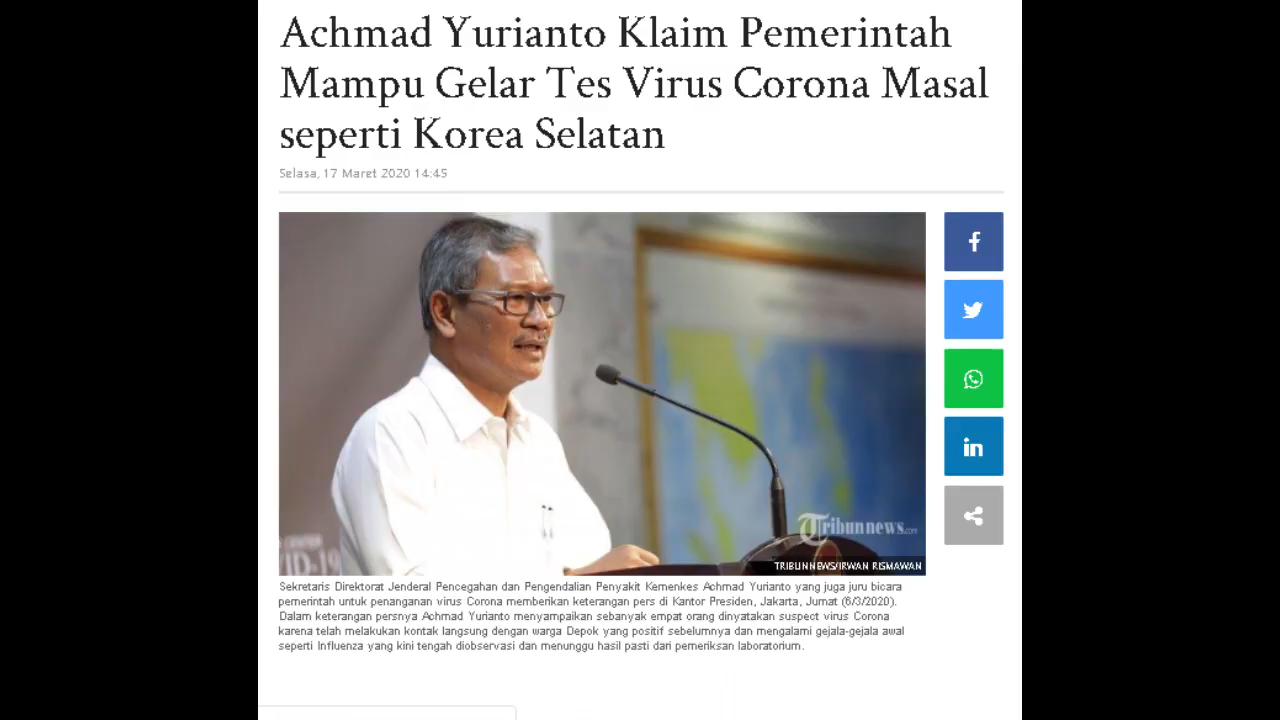 Achmad Yurianto Klaim Pemerintah
Mampu Gelar Tes Virus Corona Masal
seperti Korea Selatan
Selasa, 17 Maret 2020 14:45
VID-19
Tribunnews.com
TRIBUNNEWS/IRWAN RISMAWAN
Sekretaris Direktorat Jenderal Pencegahan dan Pengendalian Penyakit Kemenkes Achmad Yurianto yang juga juru bicara
pemerintah untuk penanganan virus Corona memberikan keterangan pers di Kantor Presiden, Jakarta, Jumat (6/3/2020).
Dalam keterangan persnya Achmad Yurianto menyampaikan sebanyak empat orang dinyatakan suspect virus Corona
karena telah melakukan kontak langsung dengan warga Depok yang positif sebelumnya dan mengalami gejala-gejala awal
seperti Influenza yang kini tengah diobservasi dan menunggu hasil pasti dari pemeriksan laboratorium.